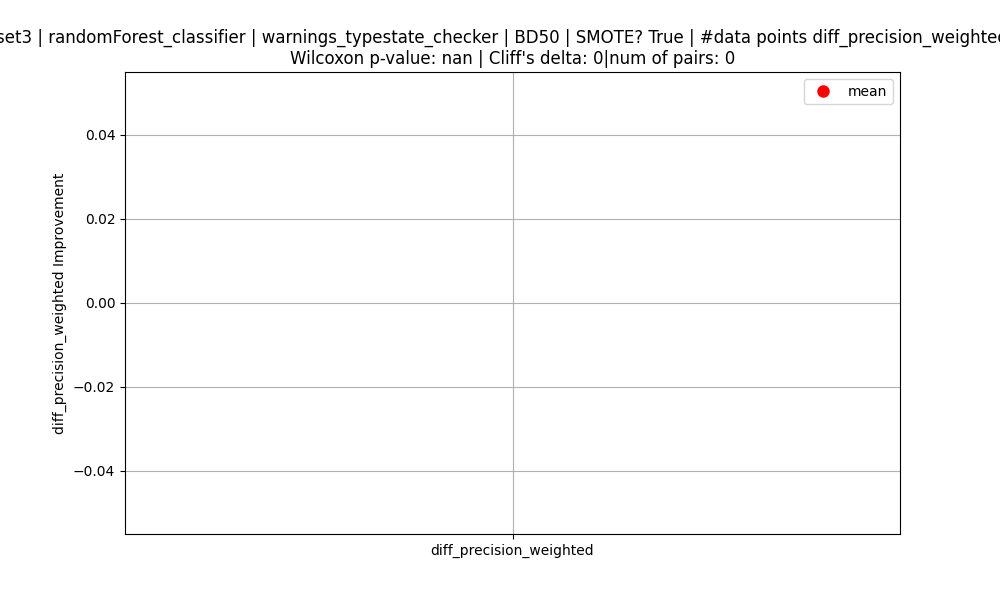 set3 | randomForest_classifier | warnings_typestate_checker | BD50 | SMOTE? True | #data points diff_precision_weighted
Wilcoxon p-value: nan | Cliff's delta: 0|num of pairs: 0
mean
0.04
0.02
0.00
−0.02
−0.04
diff_precision_weighted Improvement
diff_precision_weighted